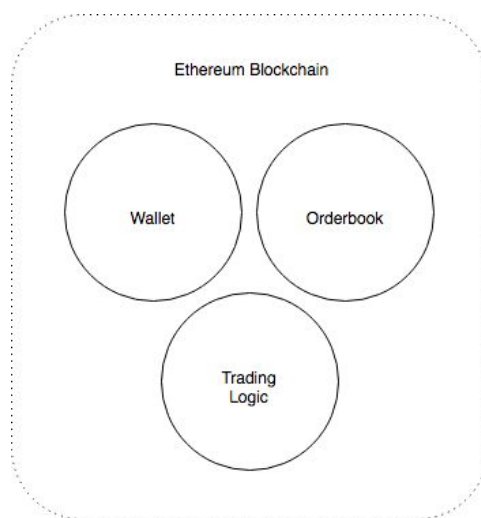 Ethereum Blockchain
Wallet
Orderbook
Trading
Logic